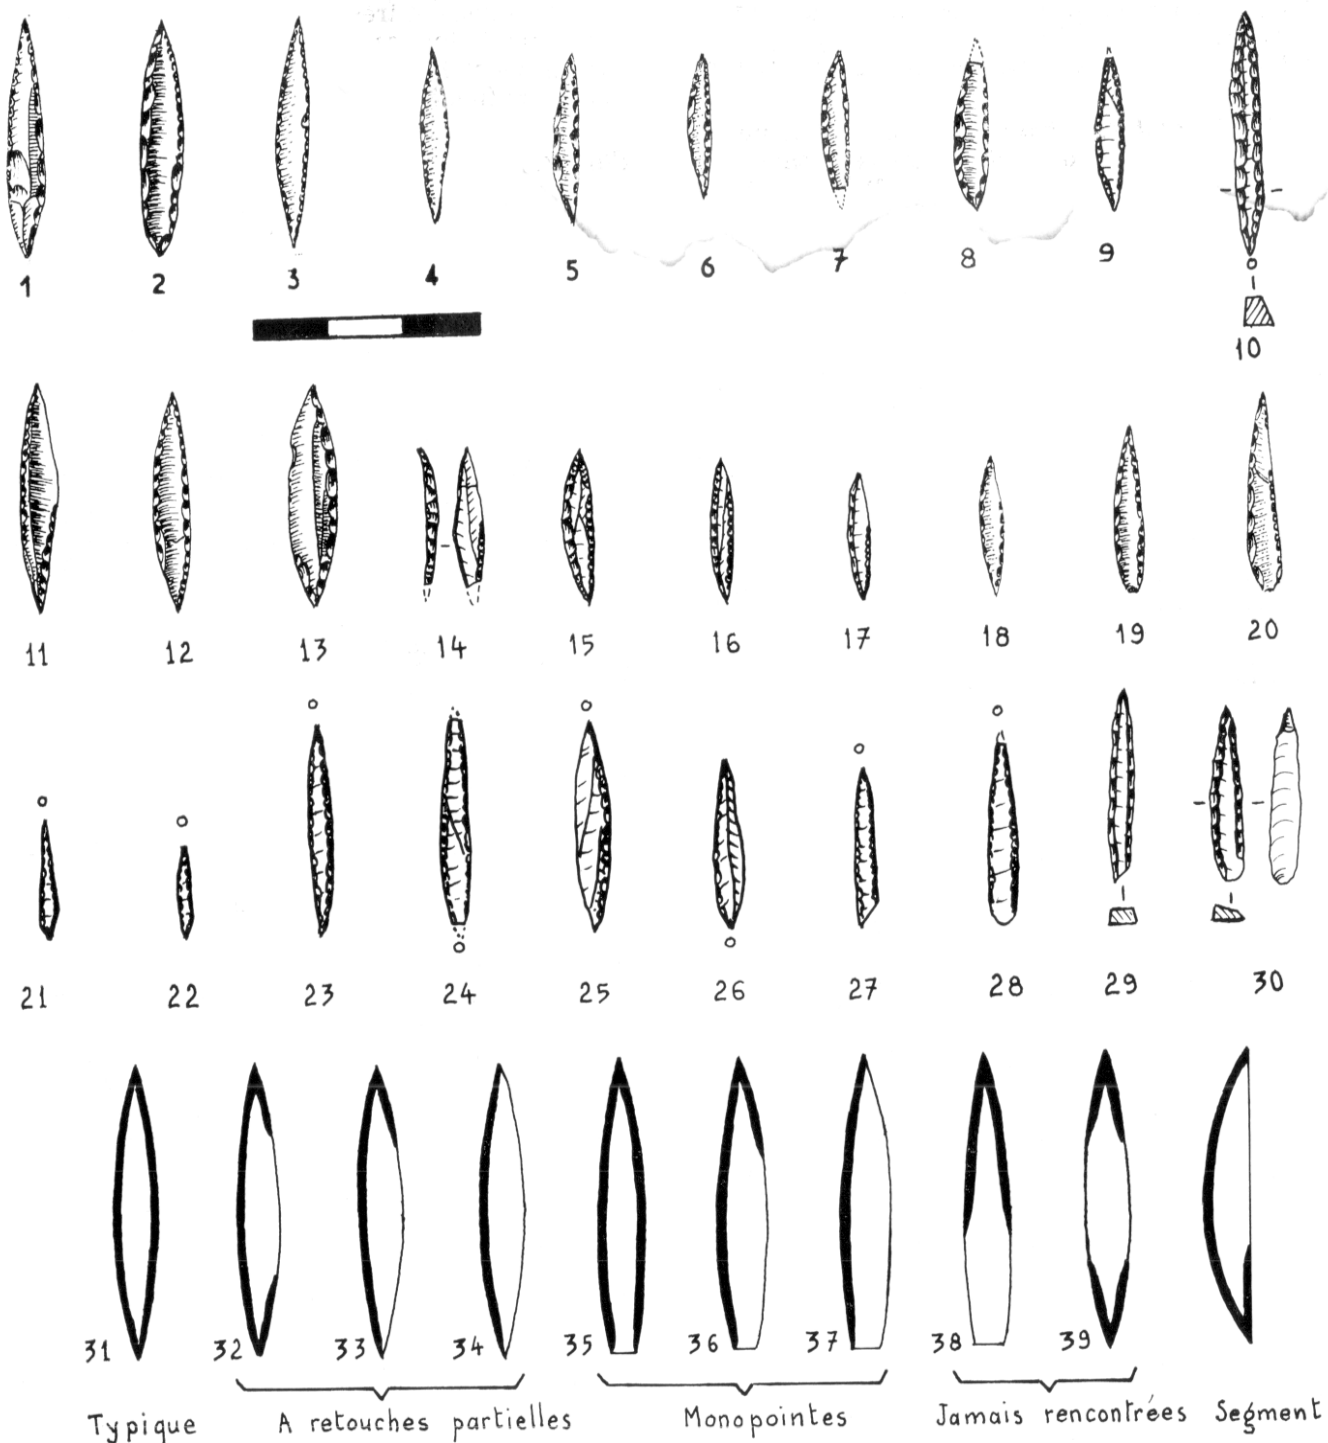 1 2 3 4 5 6 7 8 9
10
11 12 13 14 15 16 17 18 19 20
21 22 23 24 25 26 27 28 29 30
31 32 33 34 35 36 37 38 39
Typique A retouches partielles Monopointes Jamais rencontrées Segment